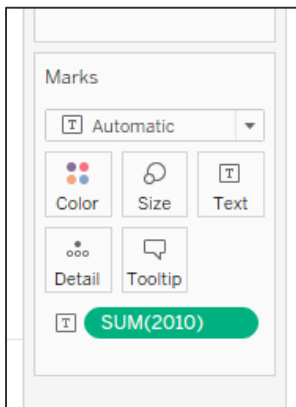 Marks
T Automatic
Color Size T Text
Detail Tooltip
T SUM(2010)